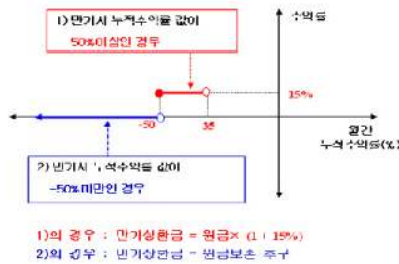 수익률
1) 만기시 누적수익률 값이
50%이상인 경우
15%
-50
35
월간
누적수익률(%)
2) 만기시 누적수익률 값이
-50%미만인 경우
1)의 경우 : 만기상환금 = 원금× (1 + 15%)
2)의 경우 : 만기상환금 = 원금보존 추구